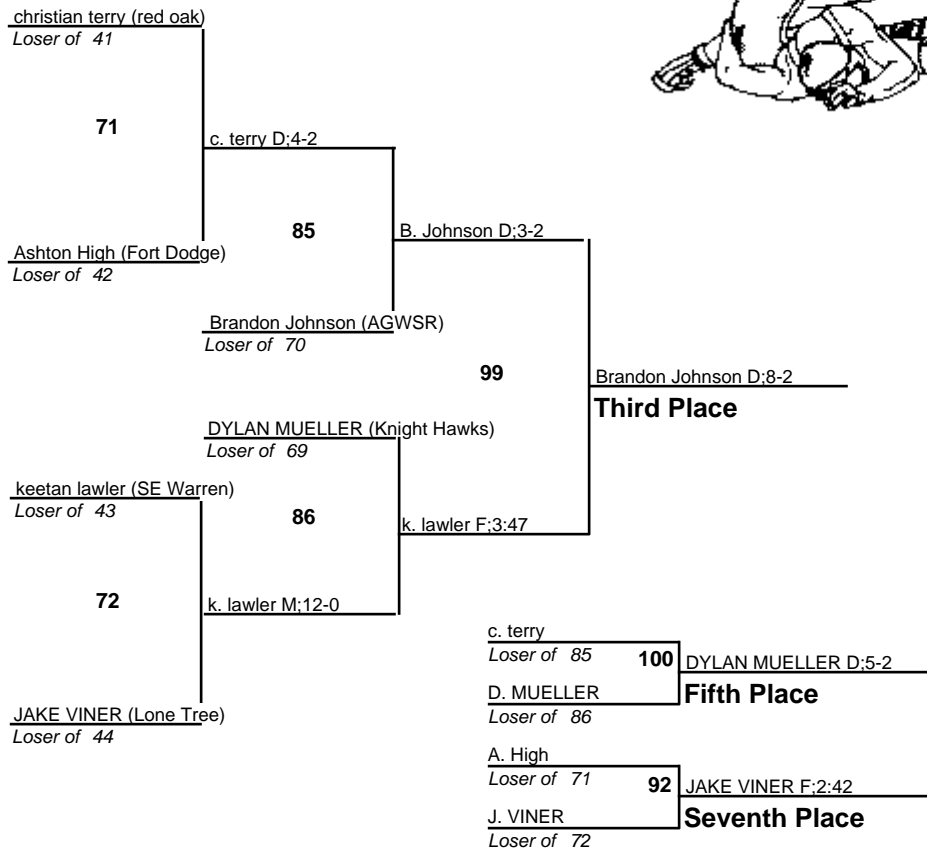 christian terry (red oak)
Loser of 41
71
c. terry D;4-2
85
B. Johnson D;3-2
Ashton High (Fort Dodge)
Loser of 42
Brandon Johnson (AGWSR)
Loser of 70
99
Brandon Johnson D;8-2
Third Place
DYLAN MUELLER (Knight Hawks)
Loser of 69
keetan lawler (SE Warren)
Loser of 43
86
k. lawler F;3:47
72
k. lawler M;12-0
JAKE VINER (Lone Tree)
Loser of 44
c. terry
Loser of 85
100
DYLAN MUELLER D;5-2
Fifth Place
D. MUELLER
Loser of 86
A. High
Loser of 71
92
JAKE VINER F;2:42
Seventh Place
J. VINER
Loser of 72